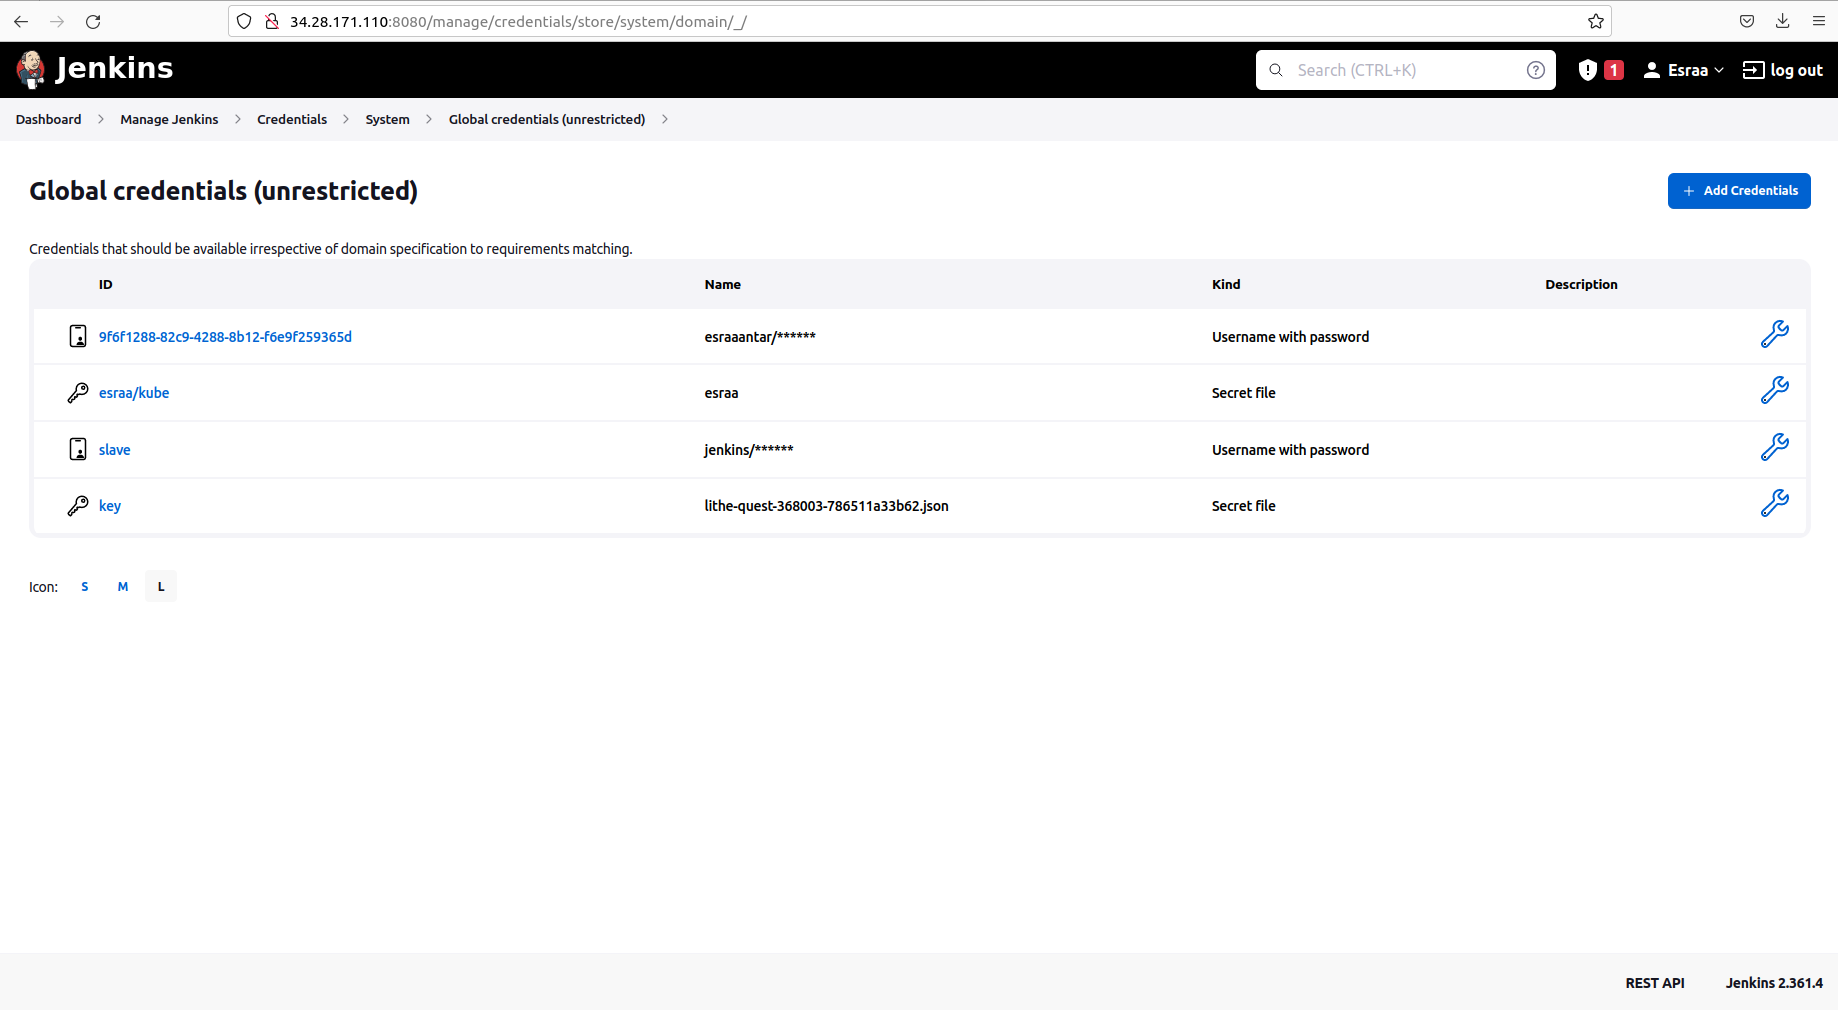 34.28.171.110:8080/manage/credentials/store/system/domain/_/
Jenkins
Search (CTRL+K)
1
Esraa
log out
Dashboard
Manage Jenkins
Credentials
System
Global credentials (unrestricted)
Global credentials (unrestricted)
+ Add Credentials
Credentials that should be available irrespective of domain specification to requirements matching.
ID Name Kind Description
9f6f1288-82c9-4288-8b12-f6e9f259365d esraaantar/****** Username with password
esraa/kube esraa Secret file
slave jenkins/****** Username with password
key lithe-quest-368003-786511a33b62.json Secret file
Icon: S M L
REST API Jenkins 2.361.4